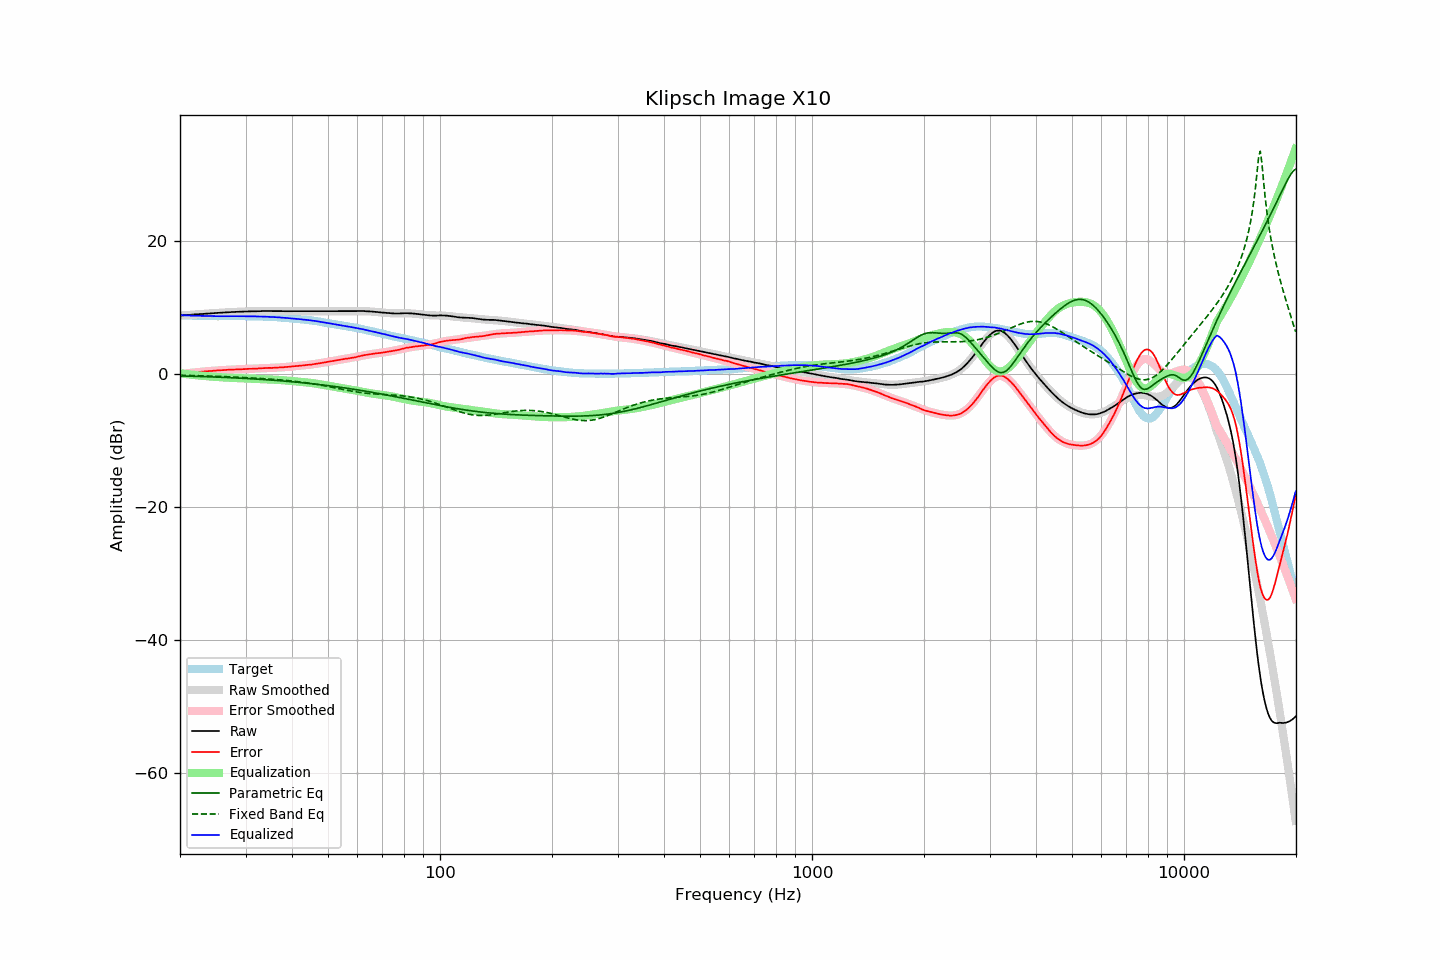 Klipsch Image X10
20
0
−20
−40
−60
Amplitude (dBr)
Target
Raw Smoothed
Error Smoothed
Raw
Error
Equalization
Parametric Eq
Fixed Band Eq
Equalized
100
1000
10000
Frequency (Hz)